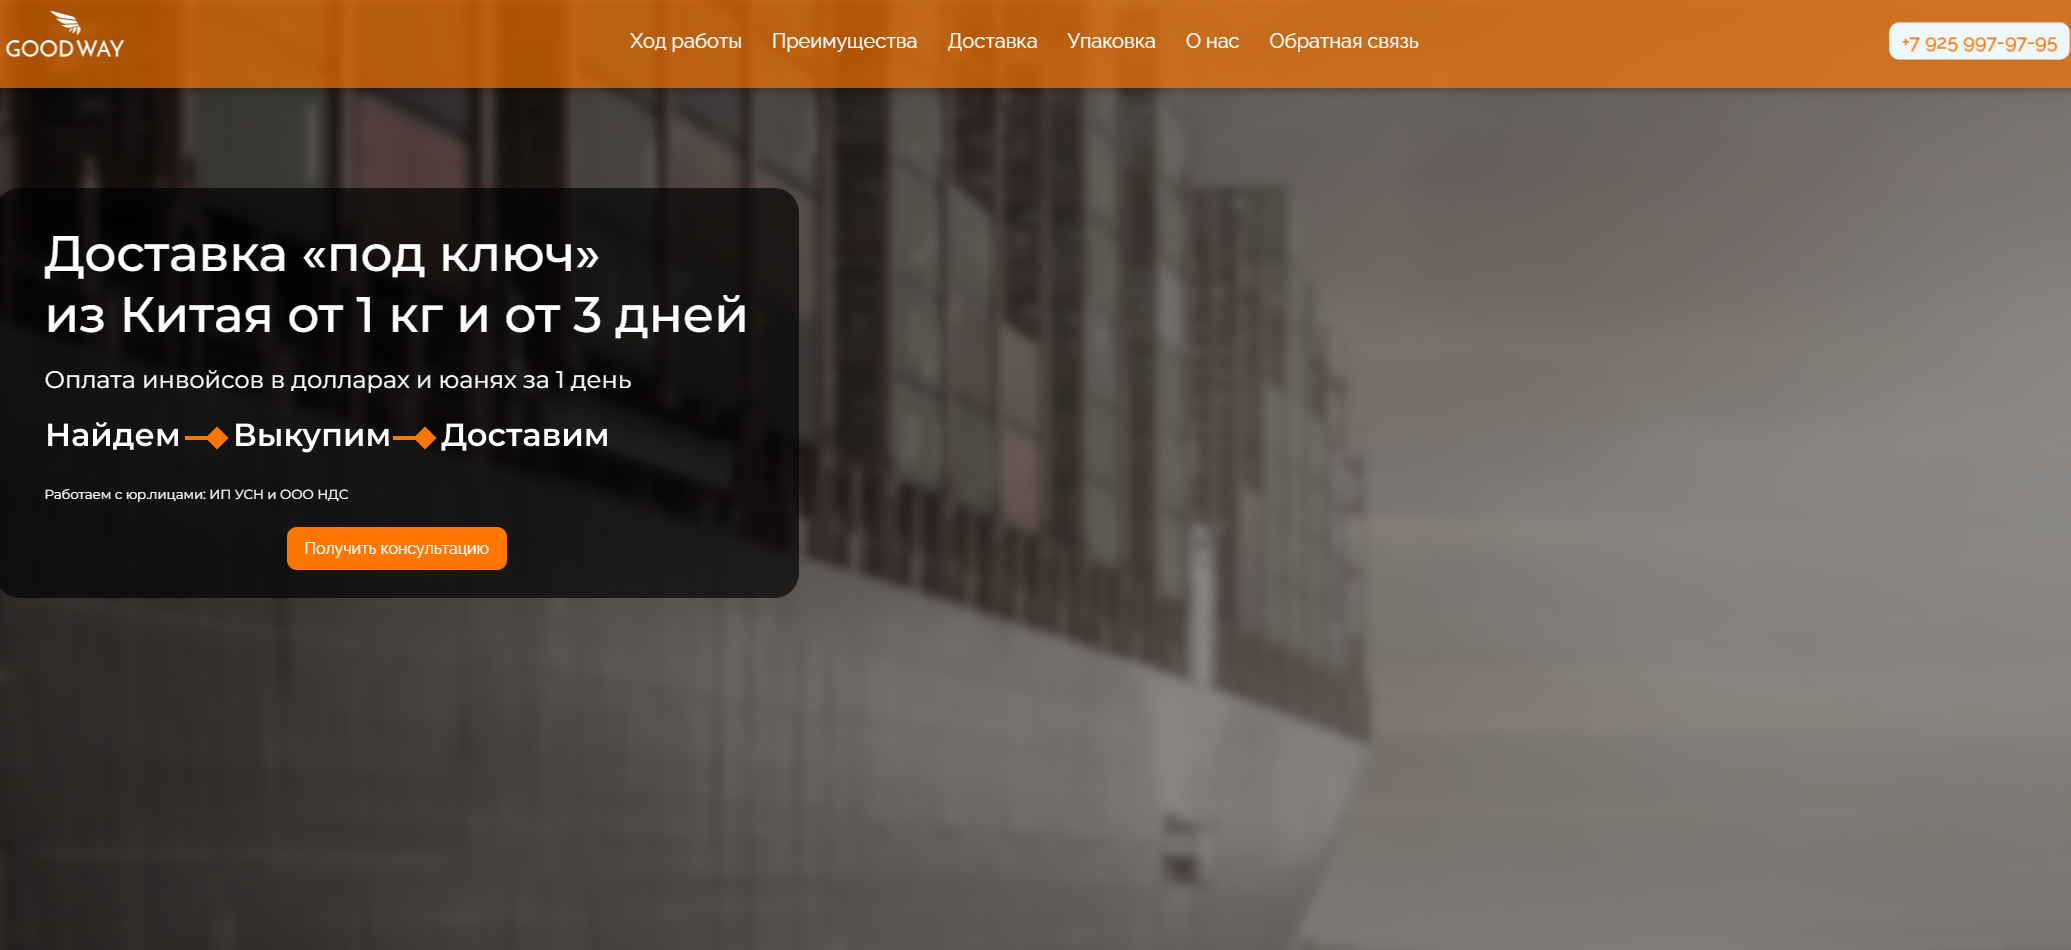 GOODWAY
Ход работы Преимущества Доставка Упаковка О нас Обратная связь
+7 925 997-97-95
Доставка «под ключ»
из Китая от 1 кг и от 3 дней
Оплата инвойсов в долларах и юанях за 1 день
Найдем Выкупим Доставим
Работаем с юр.лицами: ИП УСН и ООО НДС
Получить консультацию